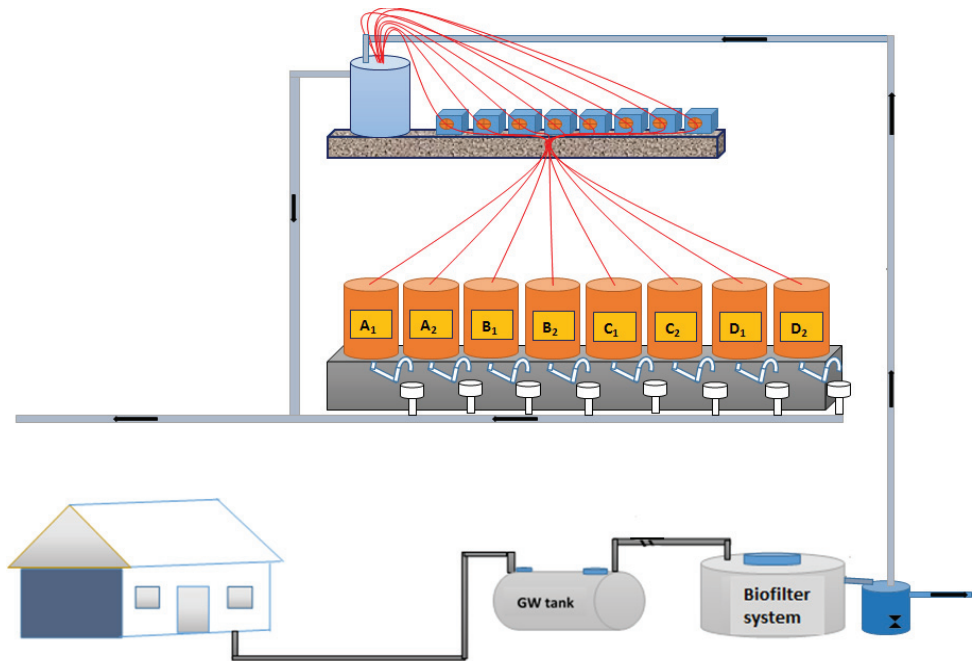 A₁ A₂ B₁ B₂ C₁ C₂ D₁ D₂
GW tank
Biofilter
system